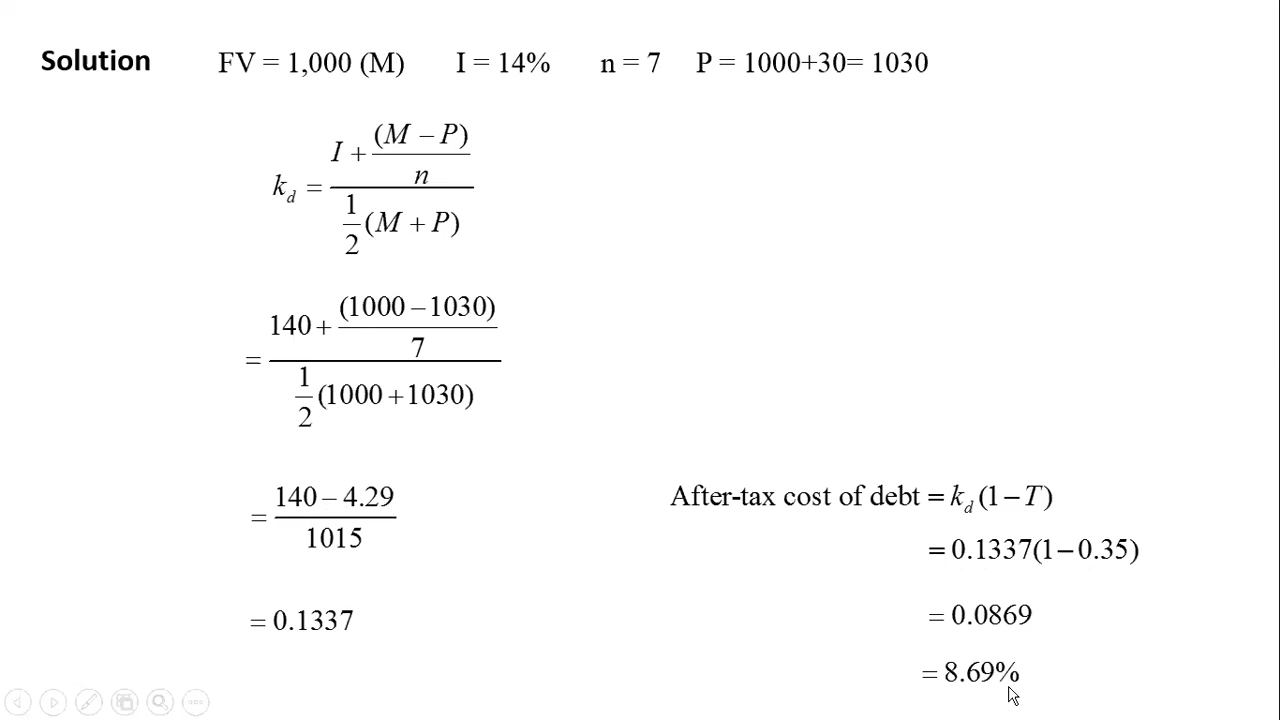 Solution FV = 1,000 (M) I = 14% n = 7 P = 1000+30= 1030
k_d = (I + (M − P)/n) / (1/2 (M + P))
= (140 + (1000 − 1030)/7) / (1/2 (1000 + 1030))
= (140 − 4.29) / 1015
= 0.1337
After-tax cost of debt = k_d (1 − T)
= 0.1337(1 − 0.35)
= 0.0869
= 8.69%